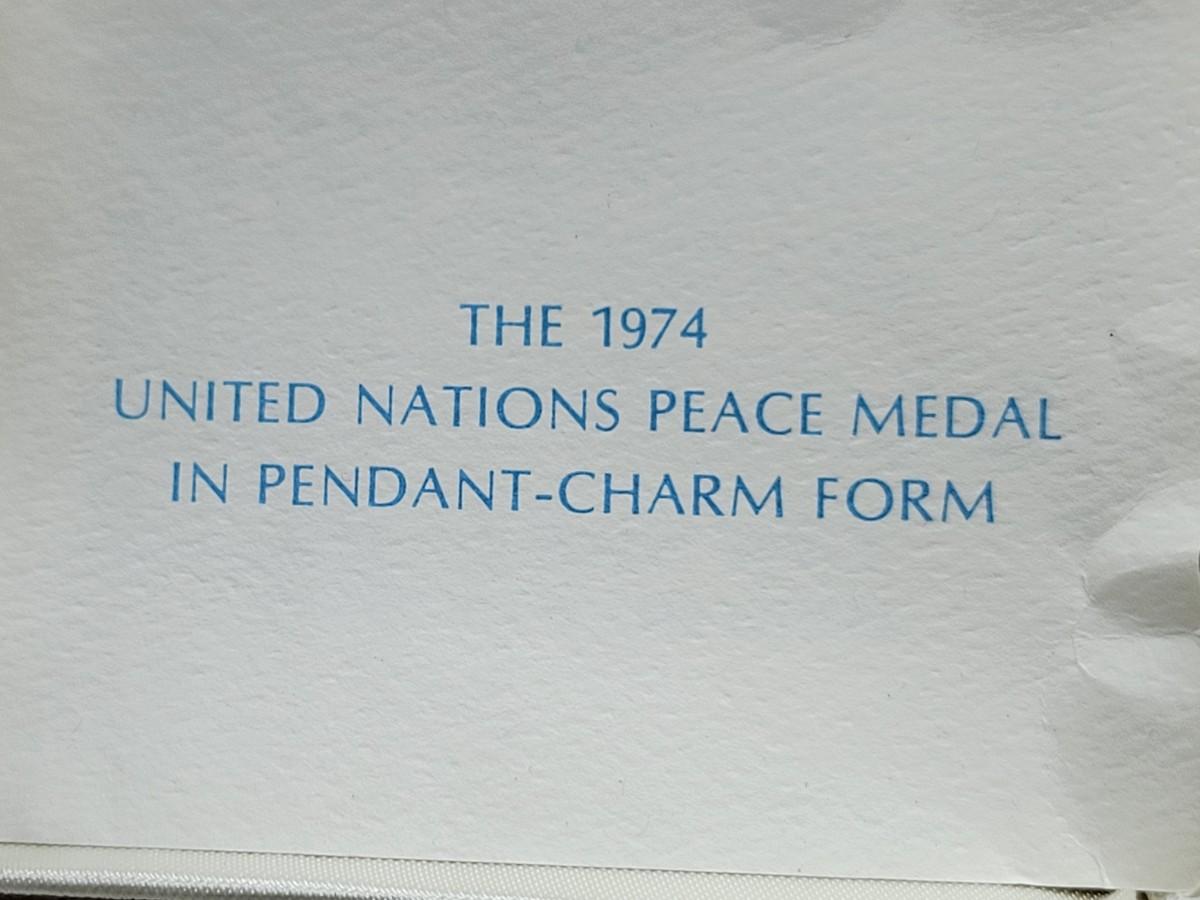 THE 1974
UNITED NATIONS PEACE MEDAL
IN PENDANT-CHARM FORM